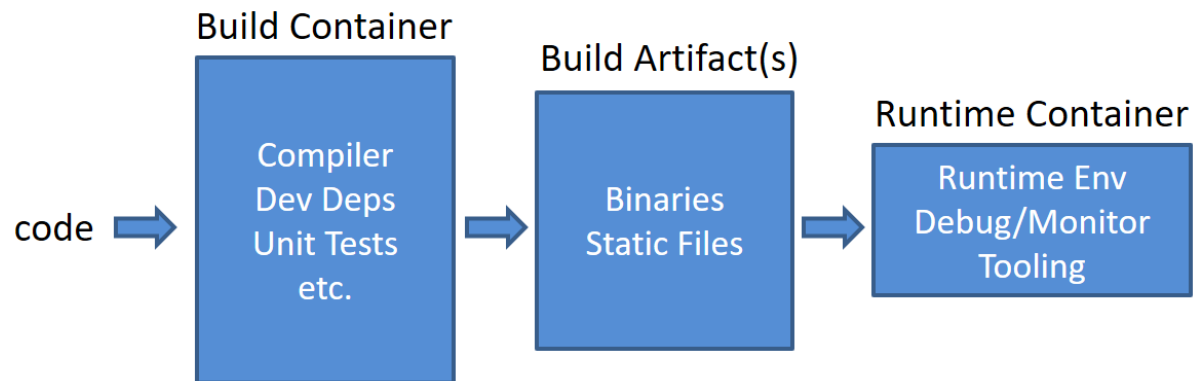 code
Build Container
Compiler
Dev Deps
Unit Tests
etc.
Build Artifact(s)
Binaries
Static Files
Runtime Container
Runtime Env
Debug/Monitor
Tooling